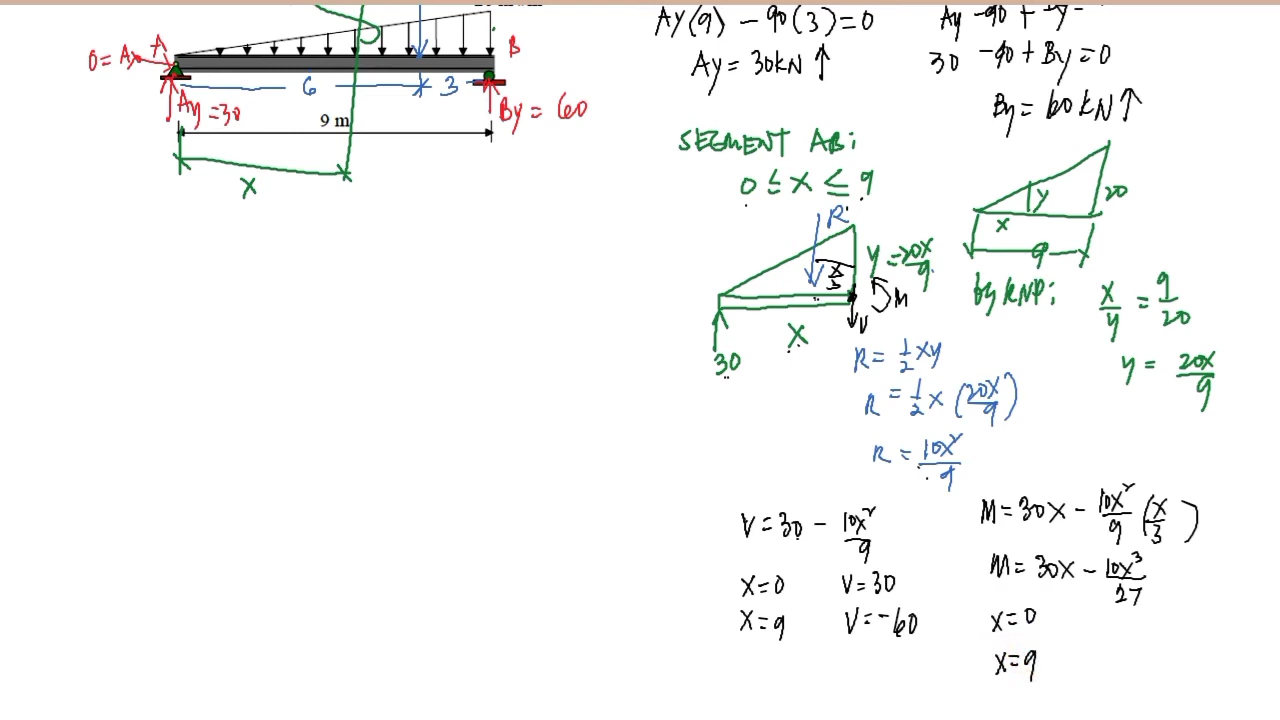 A
B
0 = Ax
6
3
Ay = 30
By = 60
9 m
x
Ay(9) - 90(3) = 0
Ay = 30kN ↑
30 - 90 + By = 0
By = 60 kN ↑
SEGMENT AB:
0 ≤ x ≤ 9
R
y = 20x/9
x/3
M
V
x
30
y
20
x
9
x/y = 9/20
y = 20x/9
R = 1/2 xy
R = 1/2 x (20x/9)
R = 10x²/9
V = 30 - 10x²/9
x = 0 V = 30
x = 9 V = -60
M = 30x - 10x²/9 (x/3)
M = 30x - 10x³/27
x = 0
x = 9